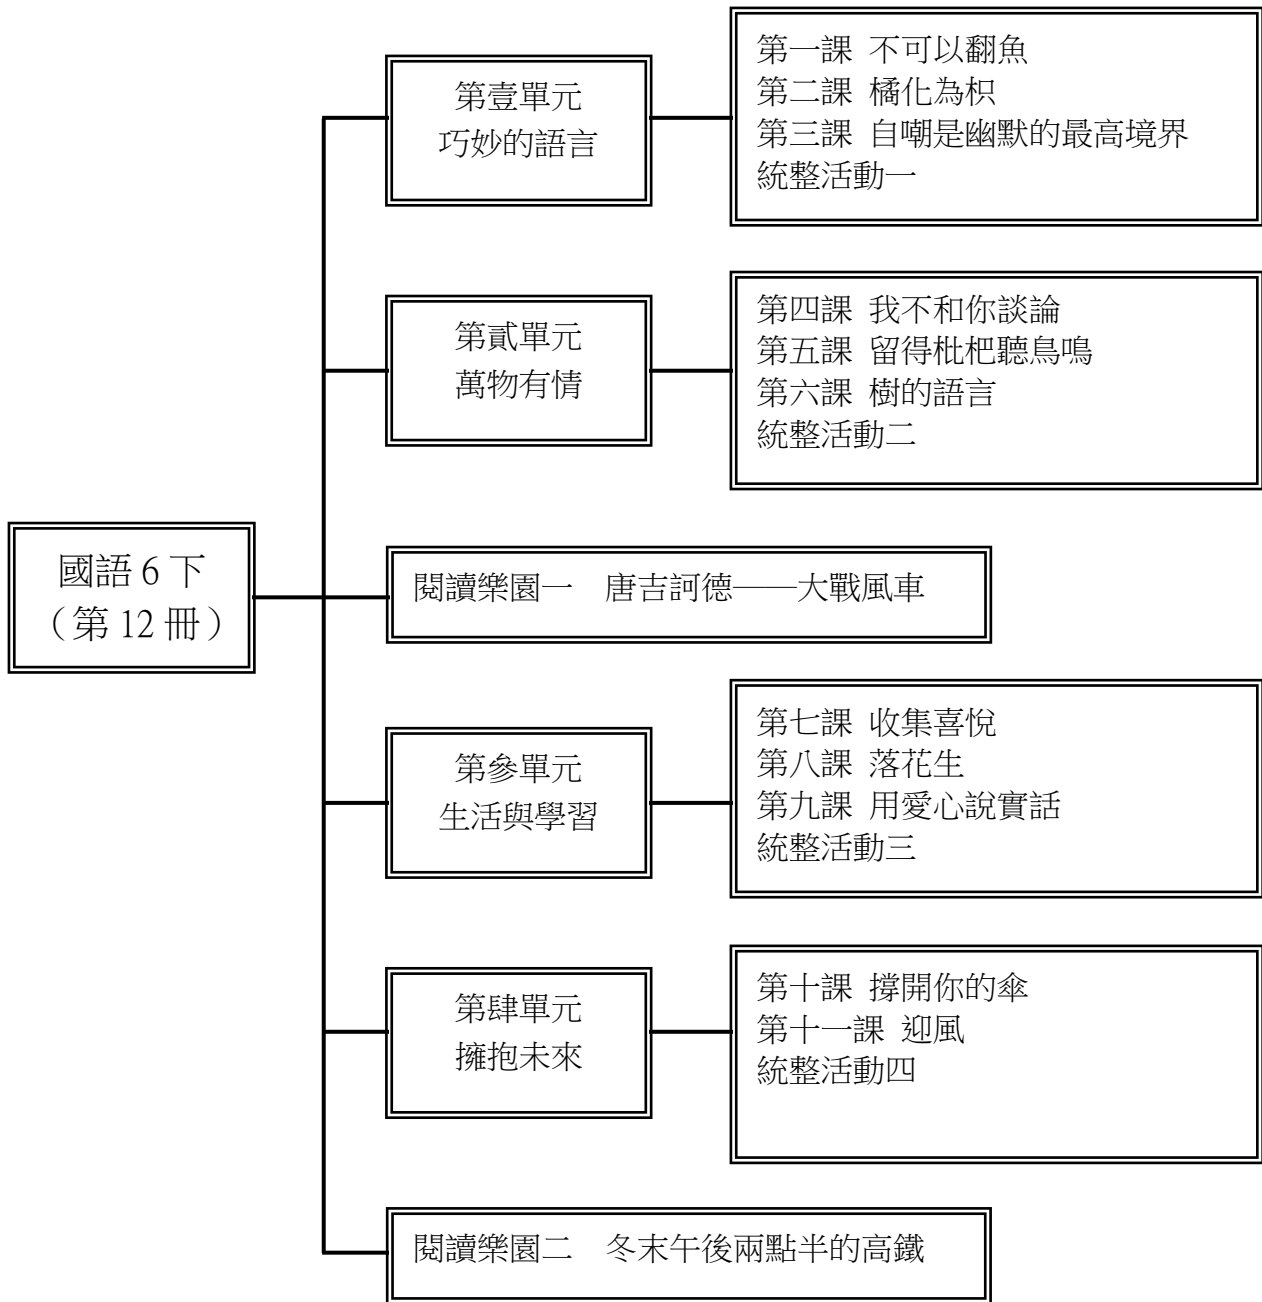 國語 6 下
（第 12 冊）
第壹單元
巧妙的語言
第一課 不可以翻魚
第二課 橘化為枳
第三課 自嘲是幽默的最高境界
統整活動一
第貳單元
萬物有情
第四課 我不和你談論
第五課 留得枇杷聽鳥鳴
第六課 樹的語言
統整活動二
閱讀樂園一　唐吉訶德——大戰風車
第參單元
生活與學習
第七課 收集喜悅
第八課 落花生
第九課 用愛心說實話
統整活動三
第肆單元
擁抱未來
第十課 撐開你的傘
第十一課 迎風
統整活動四
閱讀樂園二　冬末午後兩點半的高鐵